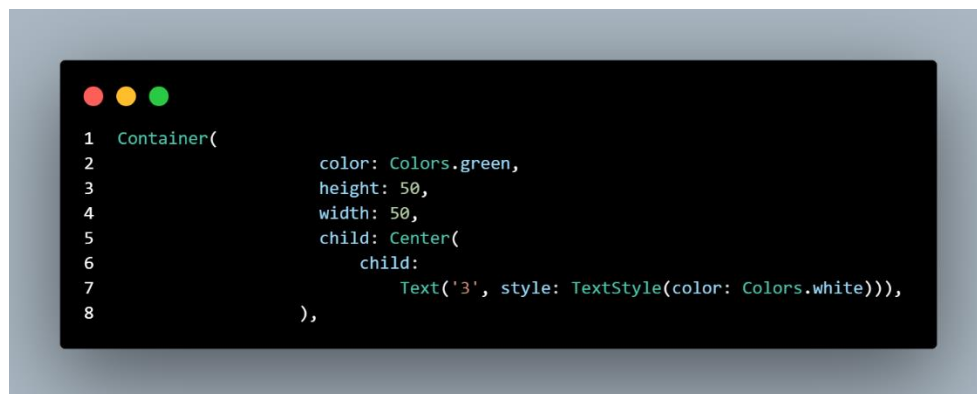 1 Container(
2 color: Colors.green,
3 height: 50,
4 width: 50,
5 child: Center(
6 child:
7 Text('3', style: TextStyle(color: Colors.white))),
8 ),